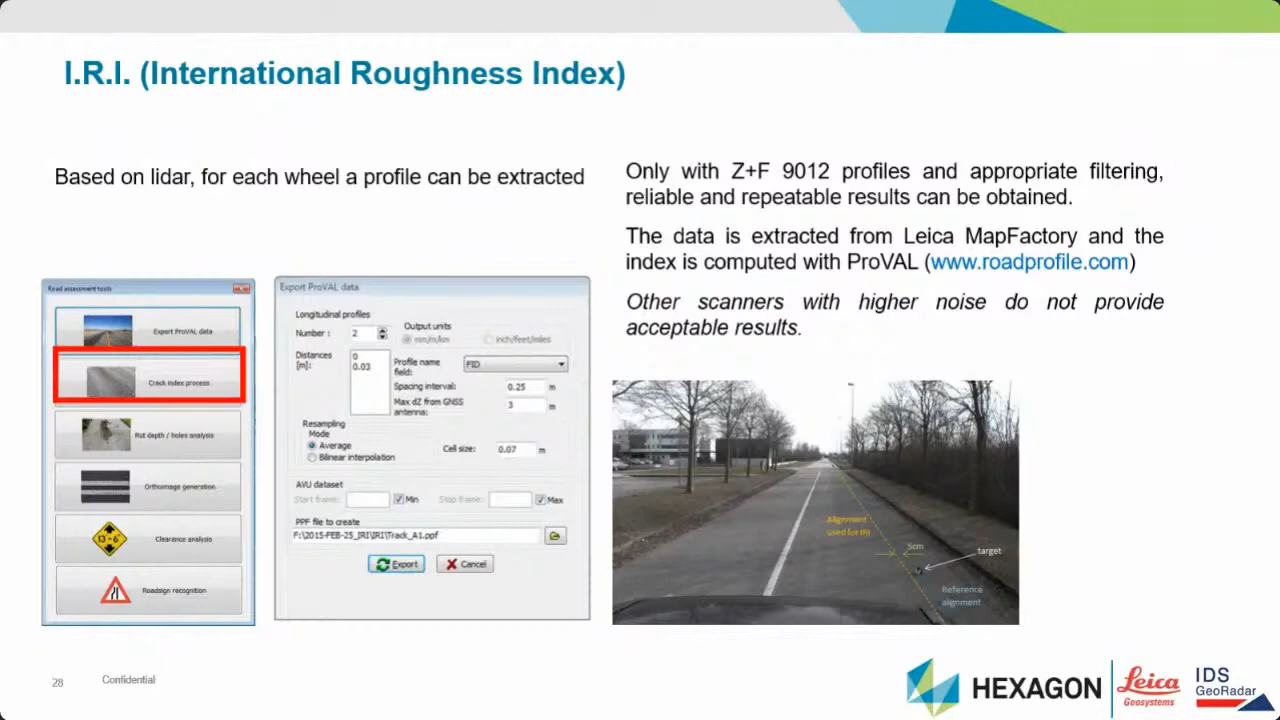 I.R.I. (International Roughness Index)
Based on lidar, for each wheel a profile can be extracted
Only with Z+F 9012 profiles and appropriate filtering,
reliable and repeatable results can be obtained.
The data is extracted from Leica MapFactory and the
index is computed with ProVAL (www.roadprofile.com)
Other scanners with higher noise do not provide
acceptable results.
Road assessment tools
Export ProVAL data
Crack index process
Rut depth / holes analysis
Orthoimage generation
13-6
Clearance analysis
Roadsign recognition
Export ProVAL data
Longitudinal profiles
Number : 2
Output units
mm/m/km
inch/feet/miles
Distances
[m]:
0
0.03
Profile name
field:
FID
Spacing interval: 0.25 m
Max dZ from GNSS
antenna: 3 m
Resampling
Mode
Average
Bilinear interpolation
Cell size: 0.07 m
AVU dataset
Start frame: Min Stop frame: Max
PPF file to create
F:\2015-FEB-25_IRI\IRI\Track_A1.ppf
Export Cancel
Alignment
used for IRI
5cm
target
Reference
alignment
28
Confidential
HEXAGON
Leica
Geosystems
IDS
GeoRadar